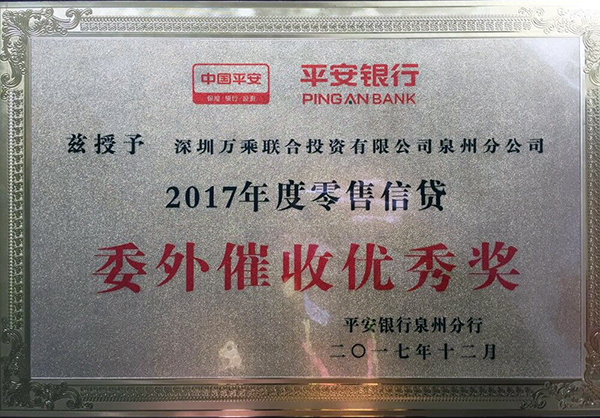 中国平安 平安银行
保险·银行·投资 PINGAN BANK
兹授予 深圳万乘联合投资有限公司泉州分公司
2017年度零售信贷
委外催收优秀奖
平安银行泉州分行
二〇一七年十二月